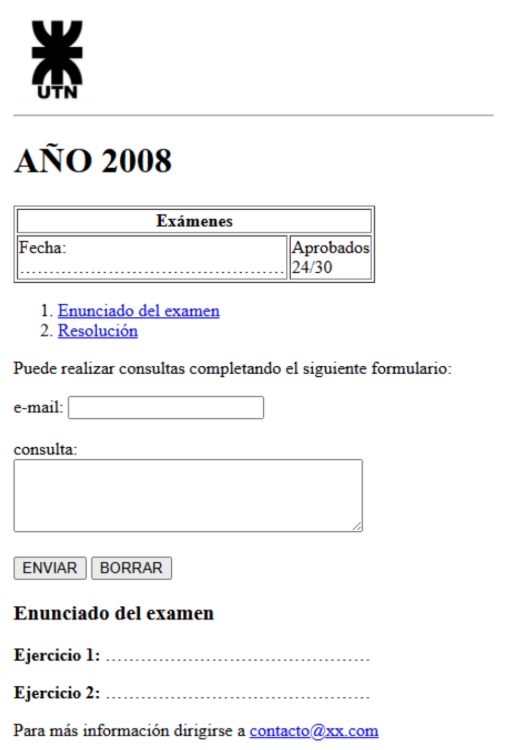 UTN
AÑO 2008
Exámenes
Fecha:
............................................. Aprobados
24/30
1. Enunciado del examen
2. Resolución
Puede realizar consultas completando el siguiente formulario:
e-mail:
consulta:
ENVIAR BORRAR
Enunciado del examen
Ejercicio 1: .............................................
Ejercicio 2: .............................................
Para más información dirigirse a contacto@xx.com